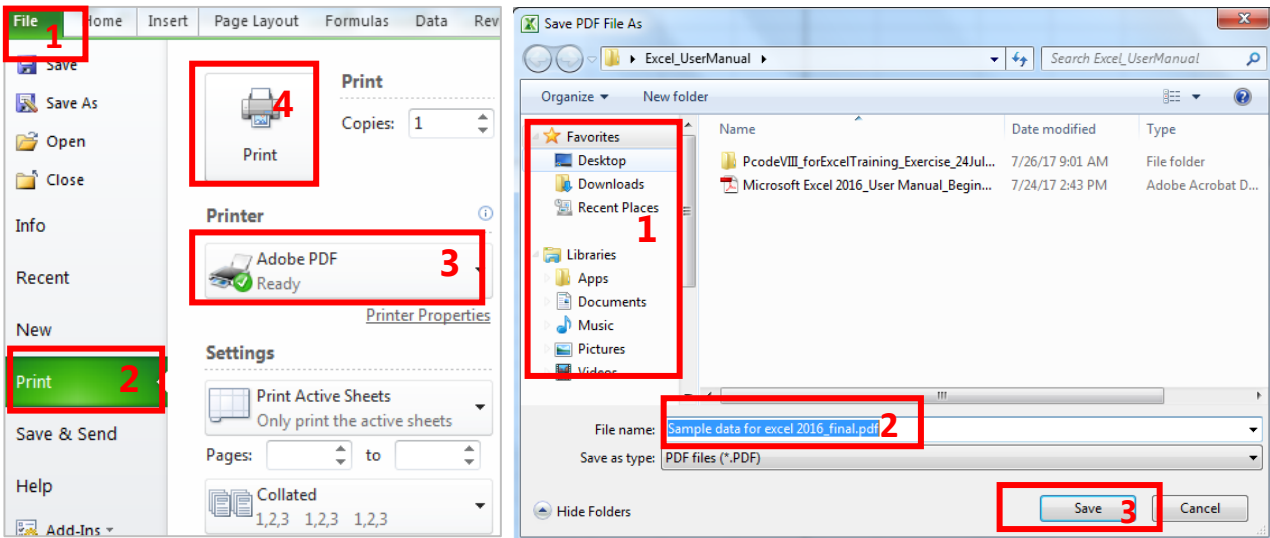 File Home Insert Page Layout Formulas Data Rev
1
Save
Save As
Open
Close
Info
Recent
New
Print 2
Save & Send
Help
Add-Ins
4
Print
Print
Copies: 1
Printer
Adobe PDF
Ready
3
Printer Properties
Settings
Print Active Sheets
Only print the active sheets
Pages: to
Collated
1,2,3 1,2,3 1,2,3
Save PDF File As
Excel_UserManual
Search Excel_UserManual
Organize New folder
Favorites
Desktop
Downloads
Recent Places
1
Libraries
Apps
Documents
Music
Pictures
Videos
Name Date modified Type
PcodeVIII_forExcelTraining_Exercise_24Jul... 7/26/17 9:01 AM File folder
Microsoft Excel 2016_User Manual_Begin... 7/24/17 2:43 PM Adobe Acrobat D...
File name: Sample data for excel 2016_final.pdf 2
Save as type: PDF files (*.PDF)
Hide Folders Save 3 Cancel